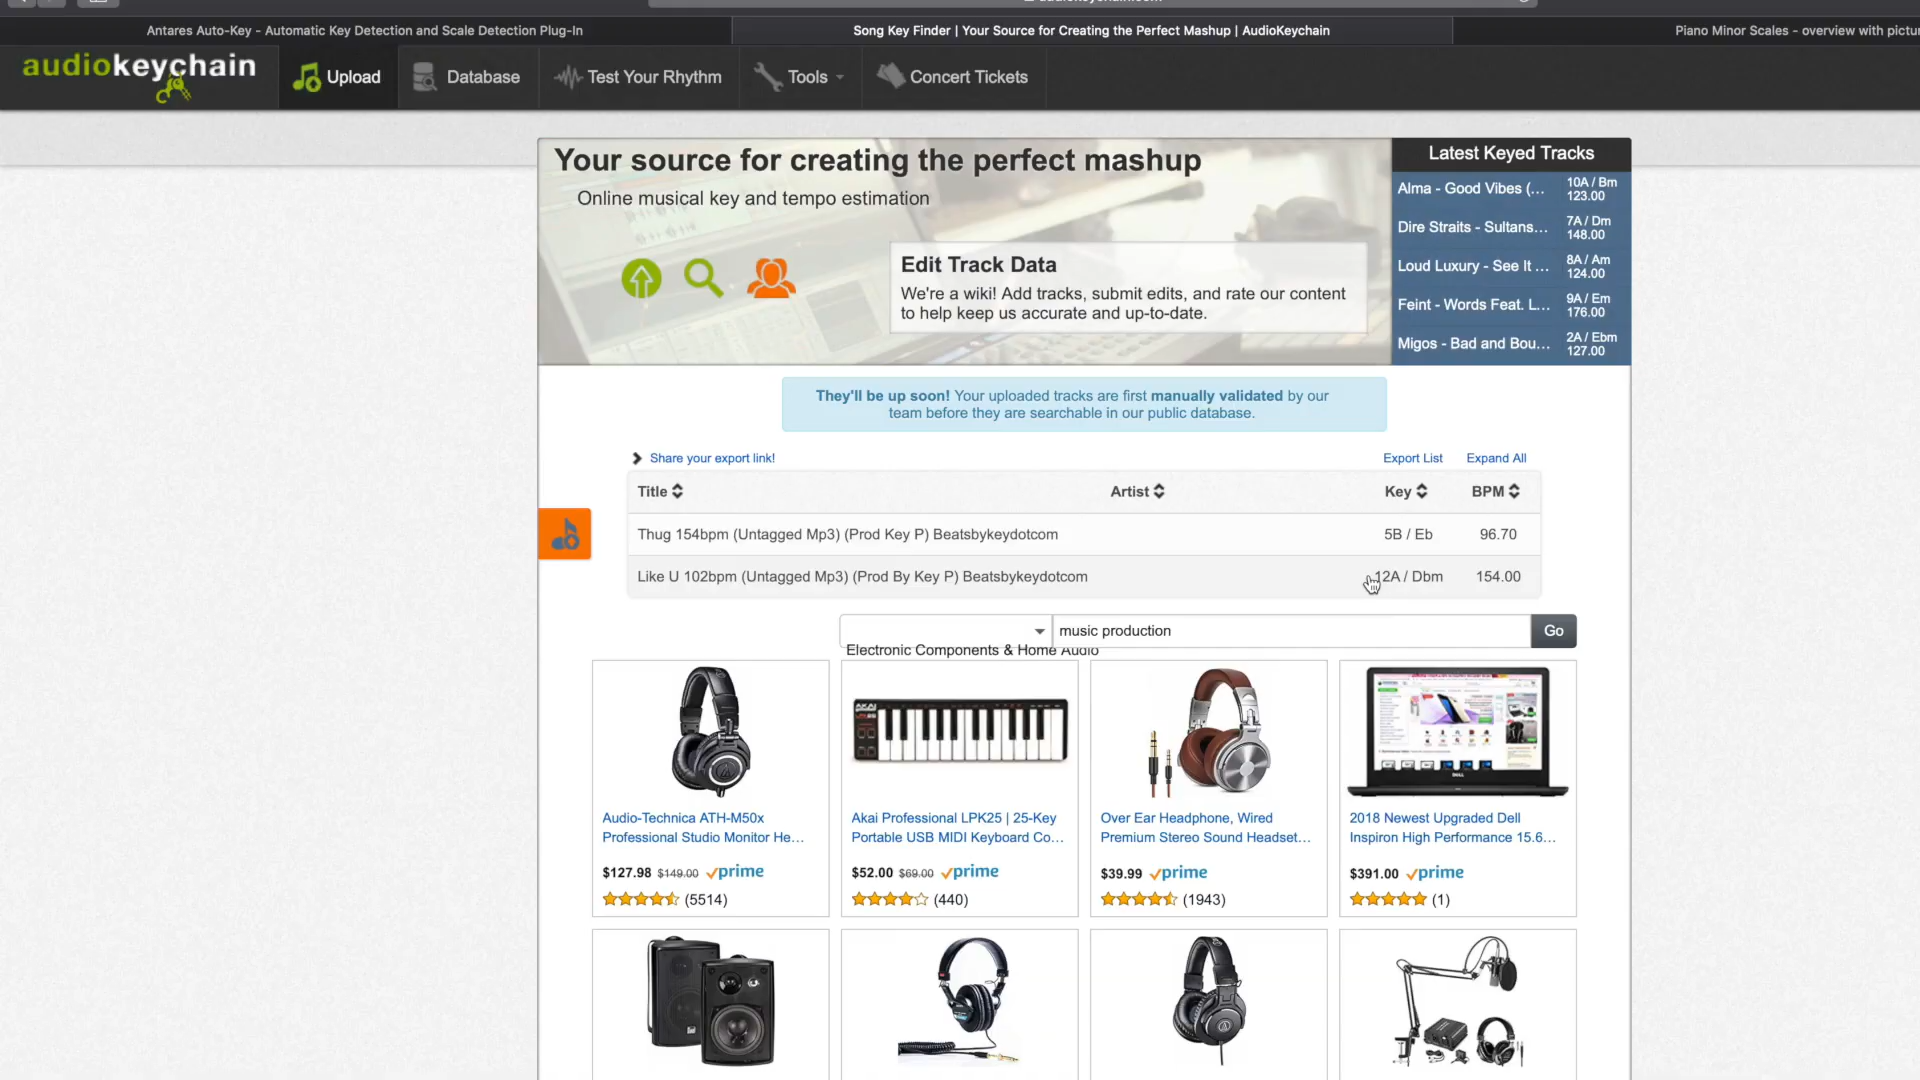 Antares Auto-Key - Automatic Key Detection and Scale Detection Plug-In
Song Key Finder | Your Source for Creating the Perfect Mashup | AudioKeychain
Piano Minor Scales - overview with pictu
audiokeychain
Upload
Database
Test Your Rhythm
Tools
Concert Tickets
Your source for creating the perfect mashup
Online musical key and tempo estimation
Edit Track Data
We're a wiki! Add tracks, submit edits, and rate our content
to help keep us accurate and up-to-date.
Latest Keyed Tracks
Alma - Good Vibes (... 10A / Bm
123.00
Dire Straits - Sultans... 7A / Dm
148.00
Loud Luxury - See It ... 8A / Am
124.00
Feint - Words Feat. L... 9A / Em
176.00
Migos - Bad and Bou... 2A / Ebm
127.00
They'll be up soon! Your uploaded tracks are first manually validated by our
team before they are searchable in our public database.
Share your export link!
Export List
Expand All
Title Artist Key BPM
Thug 154bpm (Untagged Mp3) (Prod Key P) Beatsbykeydotcom 5B / Eb 96.70
Like U 102bpm (Untagged Mp3) (Prod By Key P) Beatsbykeydotcom 12A / Dbm 154.00
music production Go
Electronic Components & Home Audio
Audio-Technica ATH-M50x
Professional Studio Monitor He...
$127.98 $149.00 prime
(5514)
Akai Professional LPK25 | 25-Key
Portable USB MIDI Keyboard Co...
$52.00 $69.00 prime
(440)
Over Ear Headphone, Wired
Premium Stereo Sound Headset...
$39.99 prime
(1943)
2018 Newest Upgraded Dell
Inspiron High Performance 15.6...
$391.00 prime
(1)